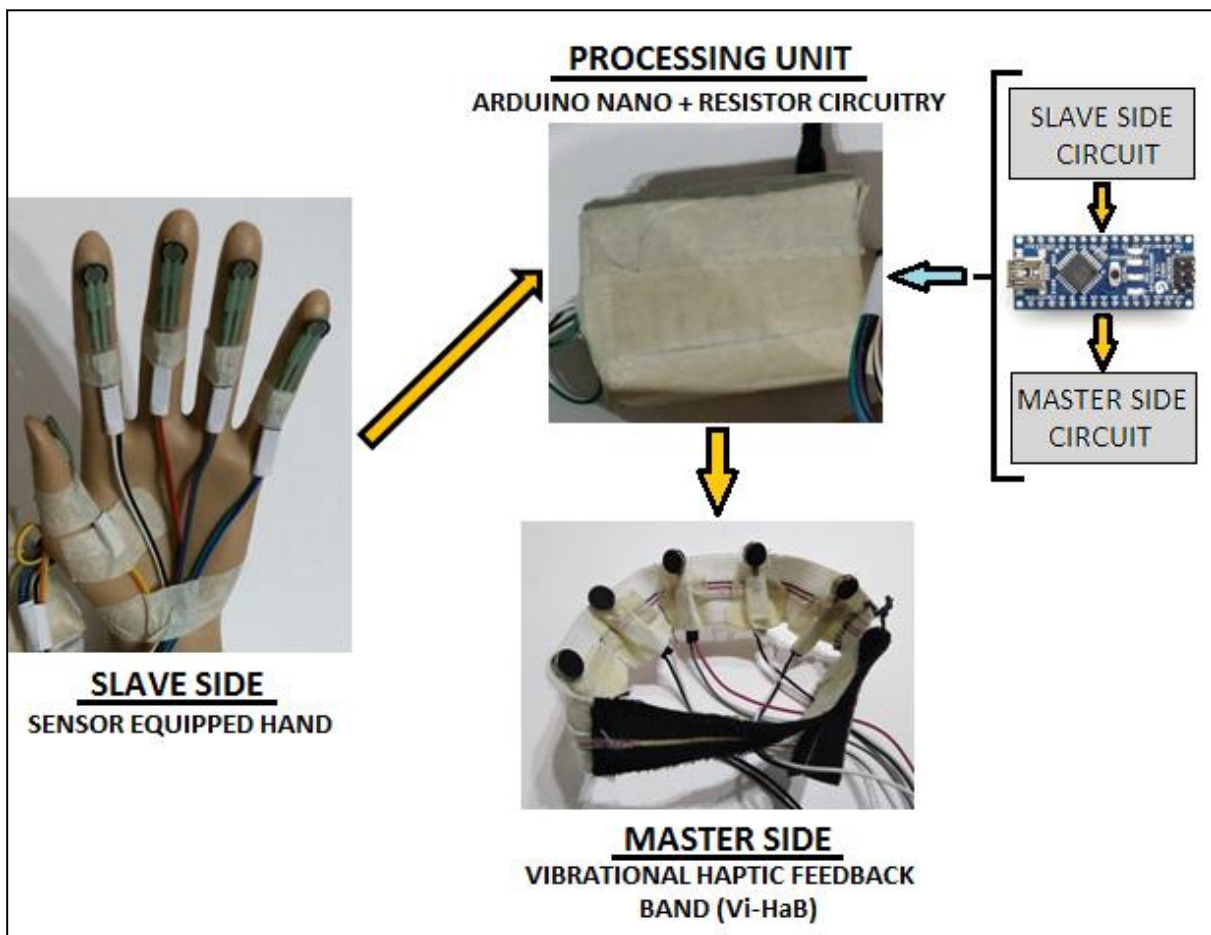 PROCESSING UNIT
ARDUINO NANO + RESISTOR CIRCUITRY
SLAVE SIDE
CIRCUIT
MASTER SIDE
CIRCUIT
SLAVE SIDE
SENSOR EQUIPPED HAND
MASTER SIDE
VIBRATIONAL HAPTIC FEEDBACK
BAND (Vi-HaB)